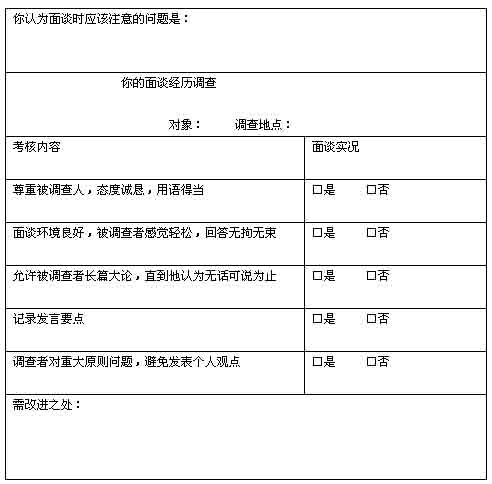 你认为面谈时应该注意的问题是：
你的面谈经历调查
对象： 调查地点：
考核内容 面谈实况
尊重被调查人，态度诚恳，用语得当 □是 □否
面谈环境良好，被调查者感觉轻松，回答无拘无束 □是 □否
允许被调查者长篇大论，直到他认为无话可说为止 □是 □否
记录发言要点 □是 □否
调查者对重大原则问题，避免发表个人观点 □是 □否
需改进之处：